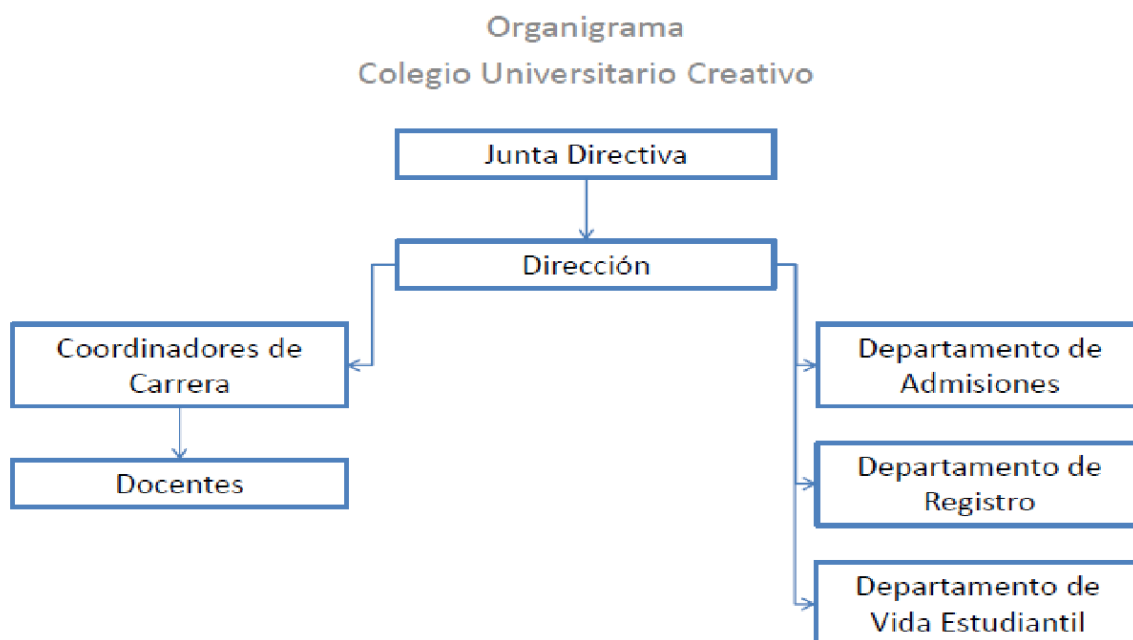 Organigrama
Colegio Universitario Creativo
Junta Directiva
Dirección
Coordinadores de
Carrera
Docentes
Departamento de
Admisiones
Departamento de
Registro
Departamento de
Vida Estudiantil